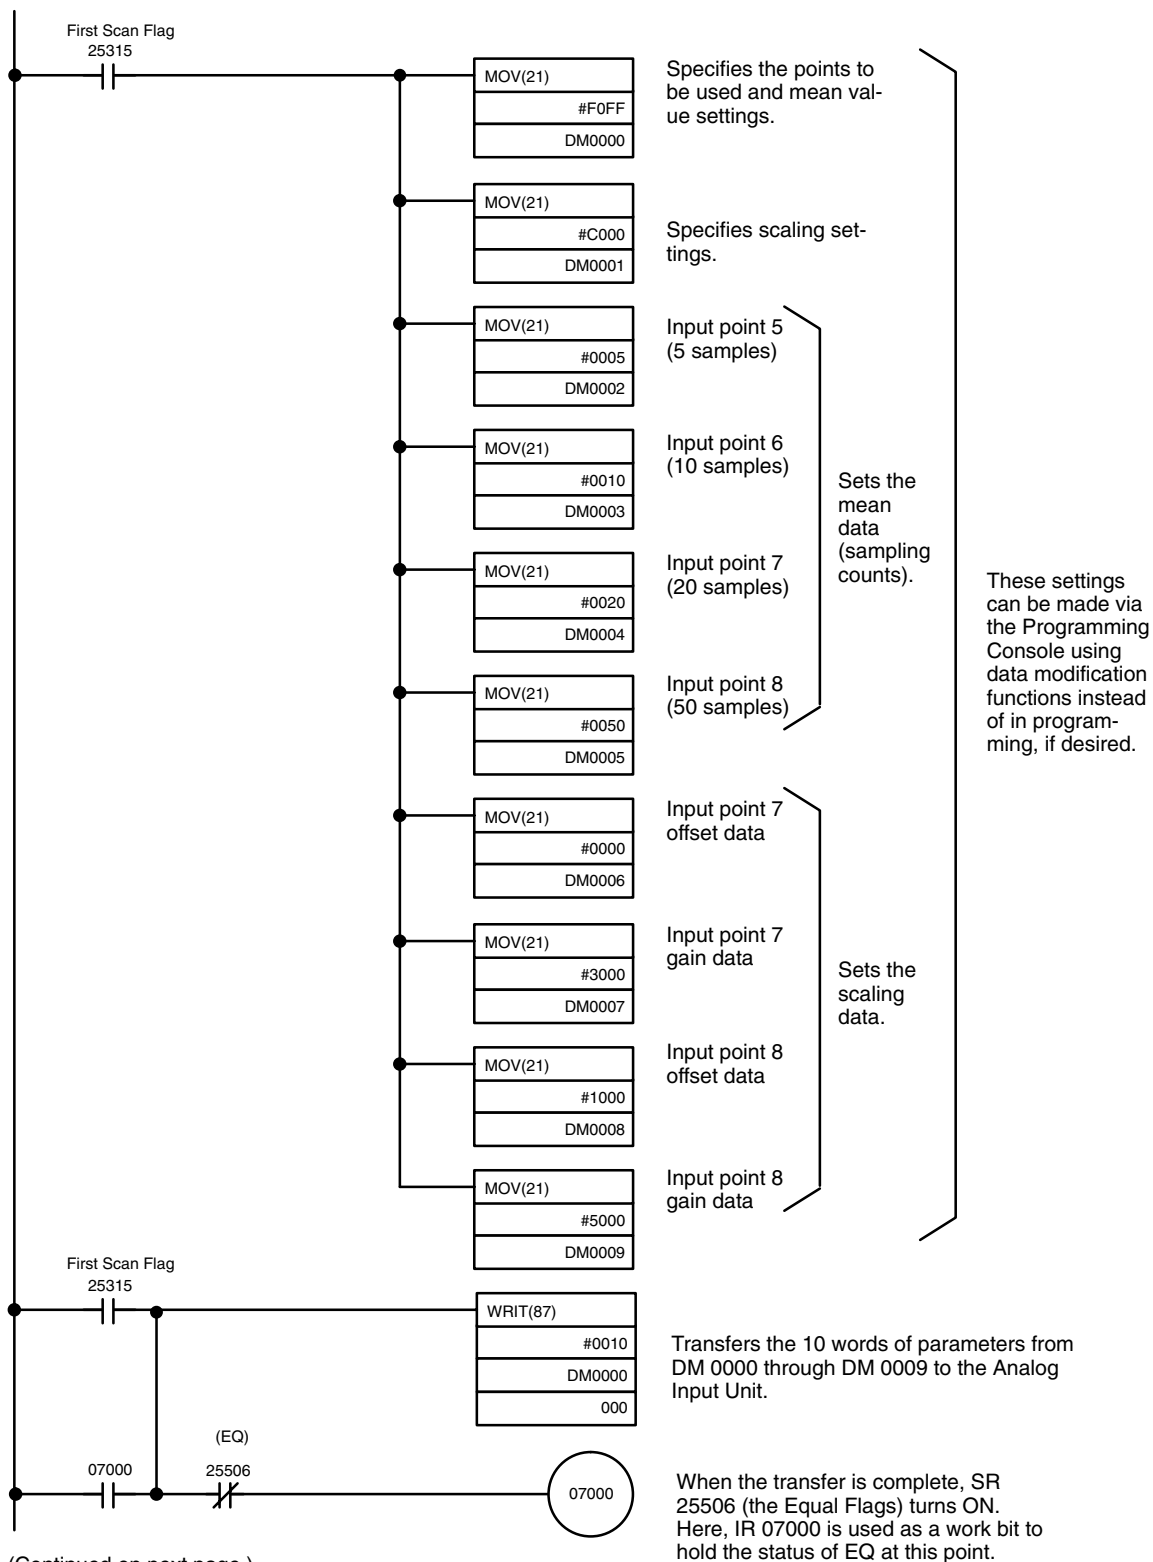 First Scan Flag
25315
MOV(21)
#F0FF
DM0000
Specifies the points to
be used and mean val-
ue settings.
MOV(21)
#C000
DM0001
Specifies scaling set-
tings.
MOV(21)
#0005
DM0002
Input point 5
(5 samples)
MOV(21)
#0010
DM0003
Input point 6
(10 samples)
MOV(21)
#0020
DM0004
Input point 7
(20 samples)
MOV(21)
#0050
DM0005
Input point 8
(50 samples)
Sets the
mean
data
(sampling
counts).
MOV(21)
#0000
DM0006
Input point 7
offset data
MOV(21)
#3000
DM0007
Input point 7
gain data
MOV(21)
#1000
DM0008
Input point 8
offset data
MOV(21)
#5000
DM0009
Input point 8
gain data
Sets the
scaling
data.
These settings
can be made via
the Programming
Console using
data modification
functions instead
of in program-
ming, if desired.
First Scan Flag
25315
WRIT(87)
#0010
DM0000
000
Transfers the 10 words of parameters from
DM 0000 through DM 0009 to the Analog
Input Unit.
07000
(EQ)
25506
07000
When the transfer is complete, SR
25506 (the Equal Flags) turns ON.
Here, IR 07000 is used as a work bit to
hold the status of EQ at this point.
(Continued on next page.)